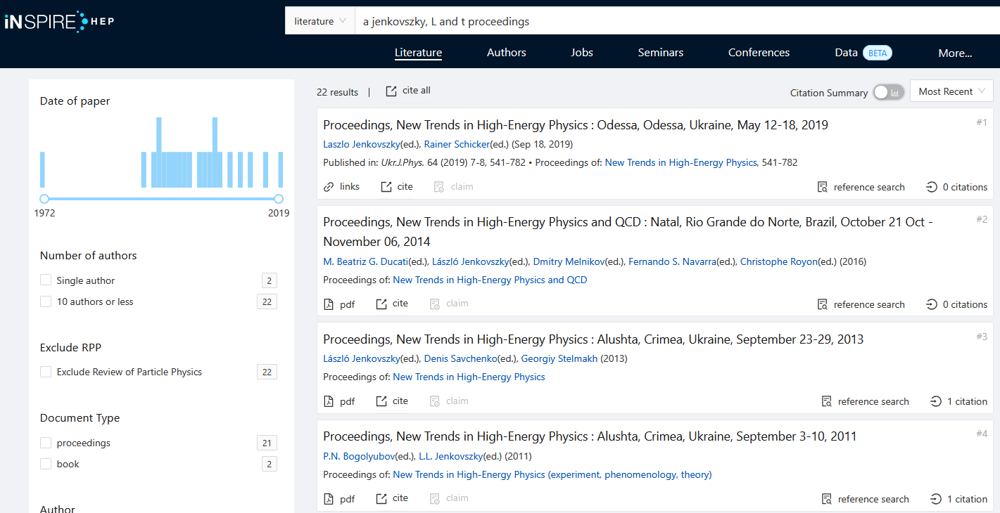 iNSPIRE HEP
literature
a jenkovszky, L and t proceedings
Literature Authors Jobs Seminars Conferences Data BETA More...
Date of paper
1972 2019
Number of authors
Single author 2
10 authors or less 22
Exclude RPP
Exclude Review of Particle Physics 22
Document Type
proceedings 21
book 2
Author
22 results | cite all
Citation Summary Most Recent
Proceedings, New Trends in High-Energy Physics : Odessa, Odessa, Ukraine, May 12-18, 2019 #1
Laszlo Jenkovszky(ed.), Rainer Schicker(ed.) (Sep 18, 2019)
Published in: Ukr.J.Phys. 64 (2019) 7-8, 541-782 • Proceedings of: New Trends in High-Energy Physics, 541-782
links cite claim reference search 0 citations
Proceedings, New Trends in High-Energy Physics and QCD : Natal, Rio Grande do Norte, Brazil, October 21 Oct - #2
November 06, 2014
M. Beatriz G. Ducati(ed.), László Jenkovszky(ed.), Dmitry Melnikov(ed.), Fernando S. Navarra(ed.), Christophe Royon(ed.) (2016)
Proceedings of: New Trends in High-Energy Physics and QCD
pdf cite claim reference search 0 citations
Proceedings, New Trends in High-Energy Physics : Alushta, Crimea, Ukraine, September 23-29, 2013 #3
László Jenkovszky(ed.), Denis Savchenko(ed.), Georgiy Stelmakh (2013)
Proceedings of: New Trends in High-Energy Physics
pdf cite claim reference search 1 citation
Proceedings, New Trends in High-Energy Physics : Alushta, Crimea, Ukraine, September 3-10, 2011 #4
P.N. Bogolyubov(ed.), L.L. Jenkovszky(ed.) (2011)
Proceedings of: New Trends in High-Energy Physics (experiment, phenomenology, theory)
pdf cite claim reference search 1 citation